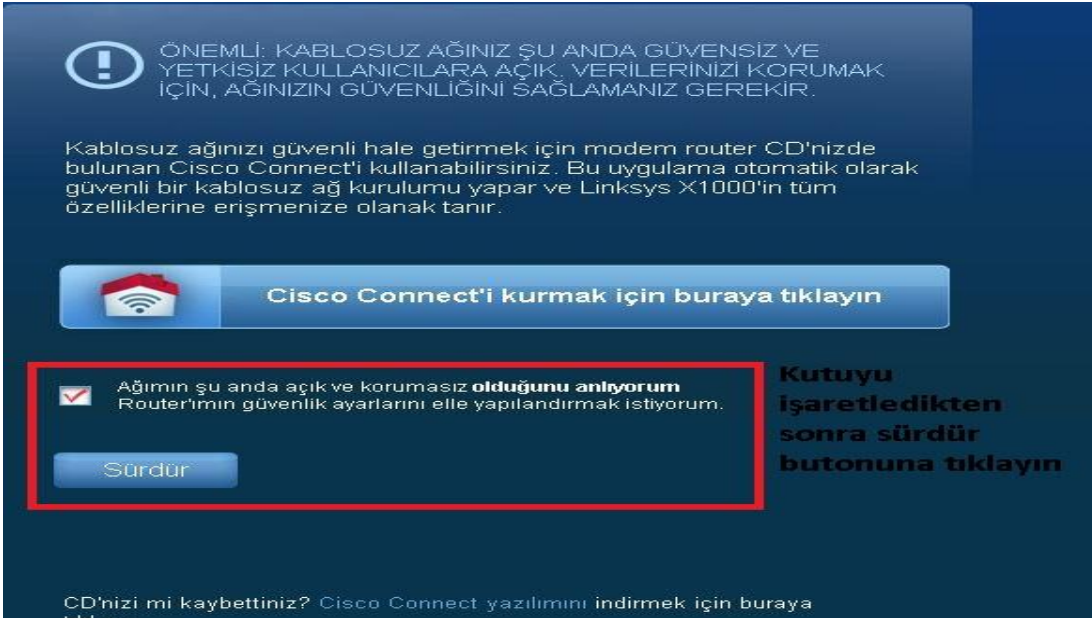 ÖNEMLİ: KABLOSUZ AĞINIZ ŞU ANDA GÜVENSİZ VE
YETKİSİZ KULLANICILARA AÇIK. VERİLERİNİZİ KORUMAK
İÇİN, AĞINIZIN GÜVENLİĞİNİ SAĞLAMANIZ GEREKİR.
Kablosuz ağınızı güvenli hale getirmek için modem router CD'nizde
bulunan Cisco Connect'i kullanabilirsiniz. Bu uygulama otomatik olarak
güvenli bir kablosuz ağ kurulumu yapar ve Linksys X1000'in tüm
özelliklerine erişmenize olanak tanır.
Cisco Connect'i kurmak için buraya tıklayın
Ağımın şu anda açık ve korumasız olduğunu anlıyorum
Router'ımın güvenlik ayarlarını elle yapılandırmak istiyorum.
Sürdür
Kutuyu
işaretledikten
sonra sürdür
butonuna tıklayın
CD'nizi mi kaybettiniz? Cisco Connect yazılımını indirmek için buraya